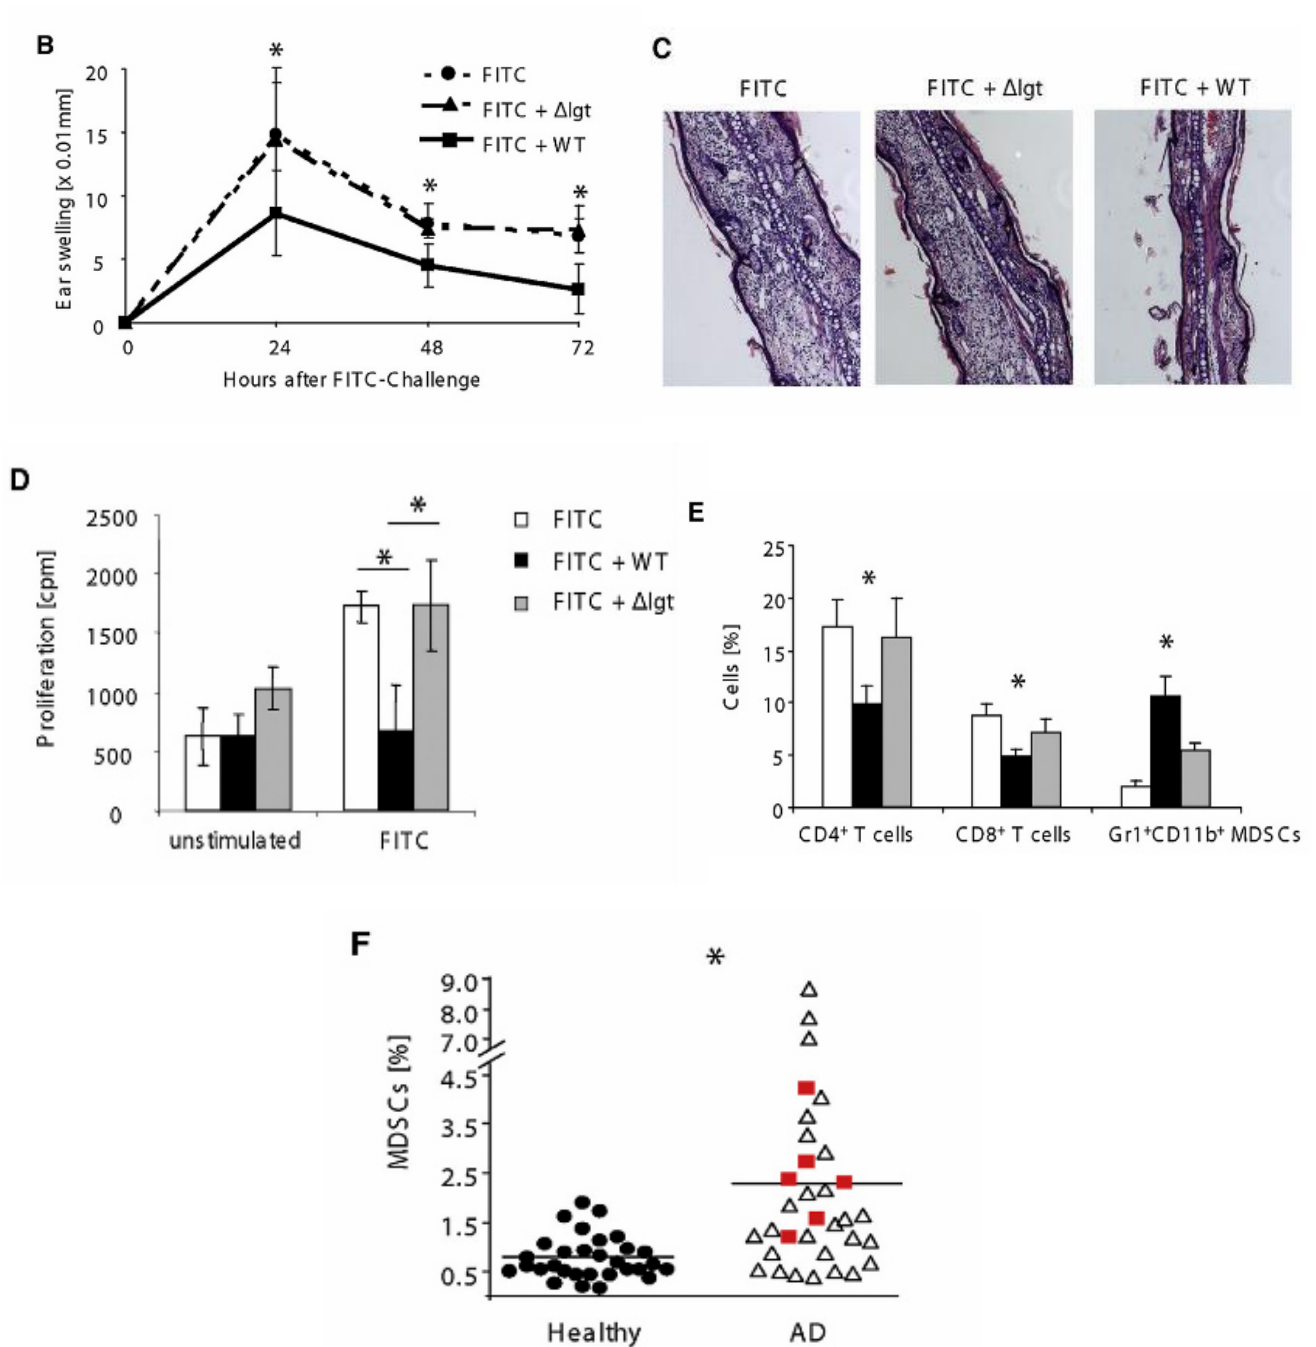 B
*
20
15
10
5
0
Ear swelling [x 0.01mm]
FITC
FITC + Δlgt
FITC + WT
*
*
0 24 48 72
Hours after FITC-Challenge
C
FITC FITC + Δlgt FITC + WT
D
2500
2000
1500
1000
500
0
Proliferation [cpm]
*
*
FITC
FITC + WT
FITC + Δlgt
unstimulated FITC
E
25
20
15
10
5
0
Cells [%]
*
*
*
CD4⁺ T cells CD8⁺ T cells Gr1⁺CD11b⁺ MDSCs
F
*
9.0
8.0
7.0
4.5
3.5
2.5
1.5
0.5
MDSCs [%]
Healthy AD